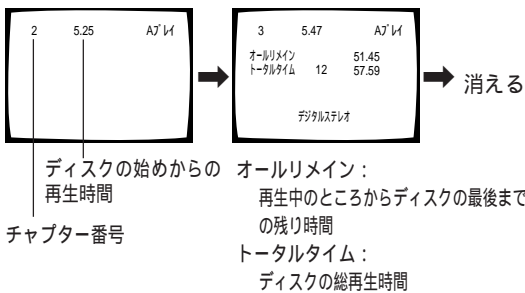 2 5.25 Aプレイ
3 5.47 Aプレイ
オールリメイン 51.45
トータルタイム 12 57.59
デジタルステレオ
消える
ディスクの始めからの
再生時間
チャプター番号
オールリメイン：
再生中のところからディスクの最後まで
の残り時間
トータルタイム：
ディスクの総再生時間